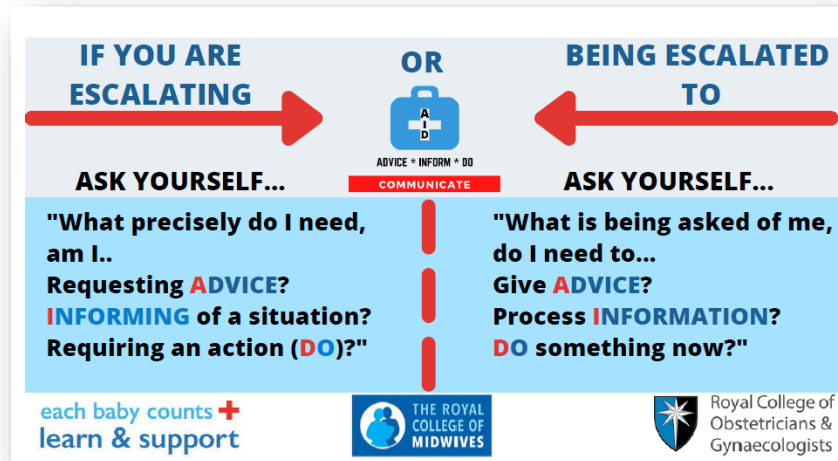 IF YOU ARE
ESCALATING
OR
BEING ESCALATED
TO
A
I
D
ADVICE * INFORM * DO
COMMUNICATE
ASK YOURSELF...
"What precisely do I need,
am I..
Requesting ADVICE?
INFORMING of a situation?
Requiring an action (DO)?"
ASK YOURSELF...
"What is being asked of me,
do I need to...
Give ADVICE?
Process INFORMATION?
DO something now?"
each baby counts +
learn & support
THE ROYAL
COLLEGE OF
MIDWIVES
Royal College of
Obstetricians &
Gynaecologists